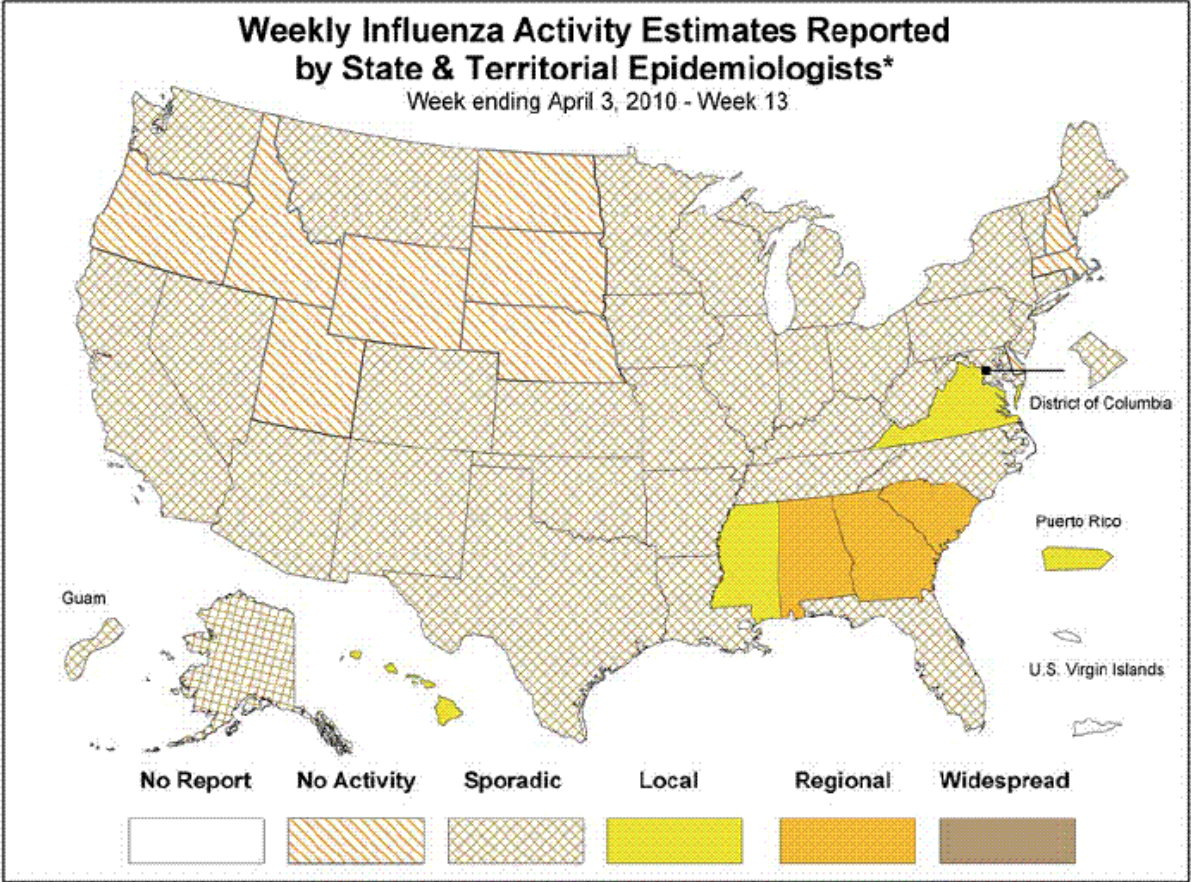 Weekly Influenza Activity Estimates Reported
by State & Territorial Epidemiologists*
Week ending April 3, 2010 - Week 13
District of Columbia
Puerto Rico
Guam
U.S. Virgin Islands
No Report No Activity Sporadic Local Regional Widespread